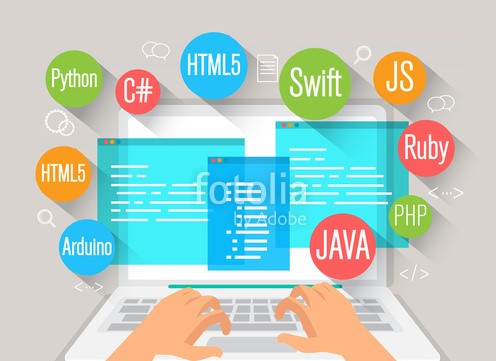 Python
C#
HTML5
Swift
JS
HTML5
Ruby
fotolia
by Adobe
PHP
Arduino
JAVA